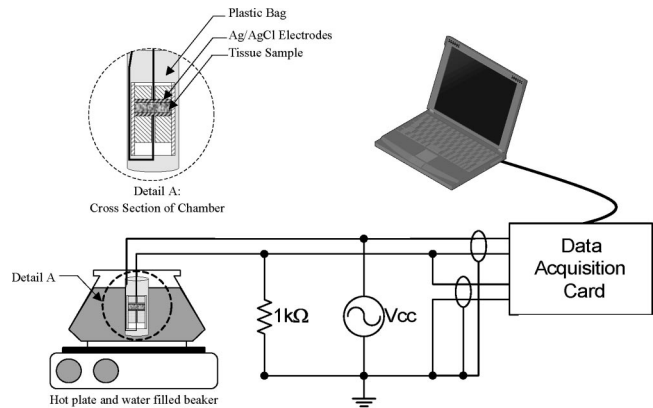 Plastic Bag
Ag/AgCl Electrodes
Tissue Sample
Detail A:
Cross Section of Chamber
Detail A
1kΩ
Vcc
Data
Acquisition
Card
Hot plate and water filled beaker